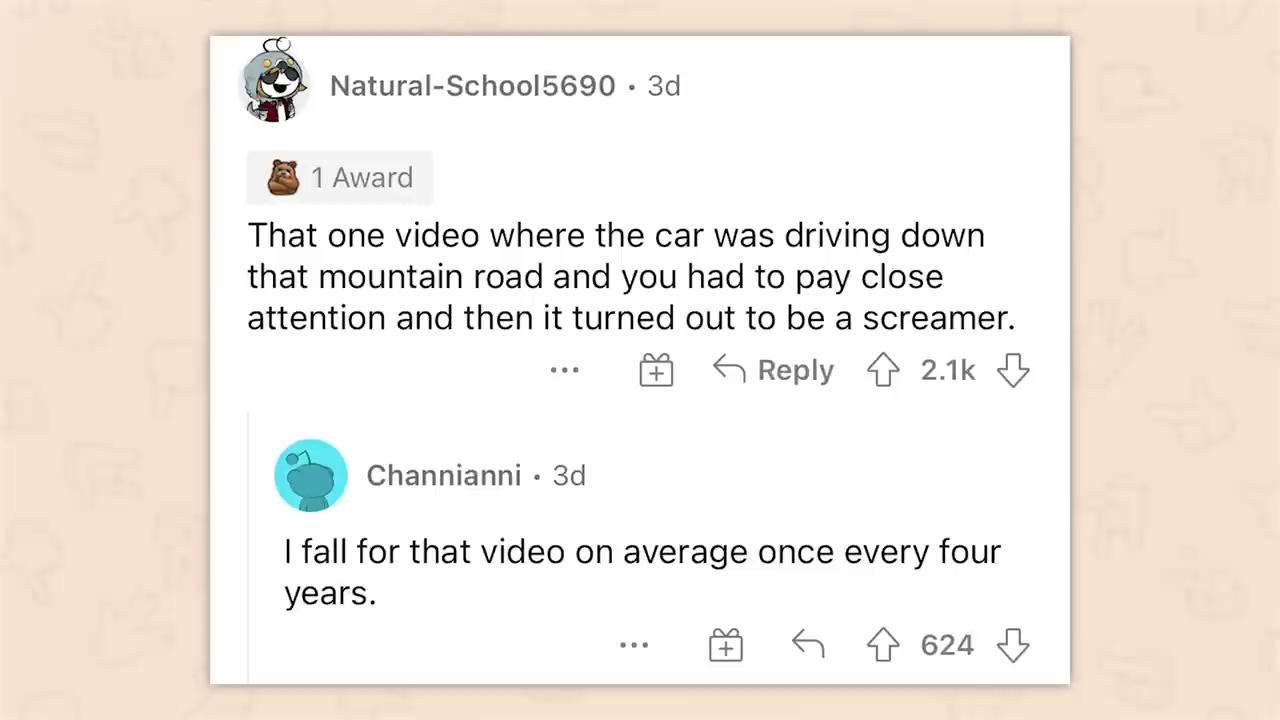 Natural-School5690 · 3d
1 Award
That one video where the car was driving down
that mountain road and you had to pay close
attention and then it turned out to be a screamer.
Reply 2.1k
Channianni · 3d
I fall for that video on average once every four
years.
624